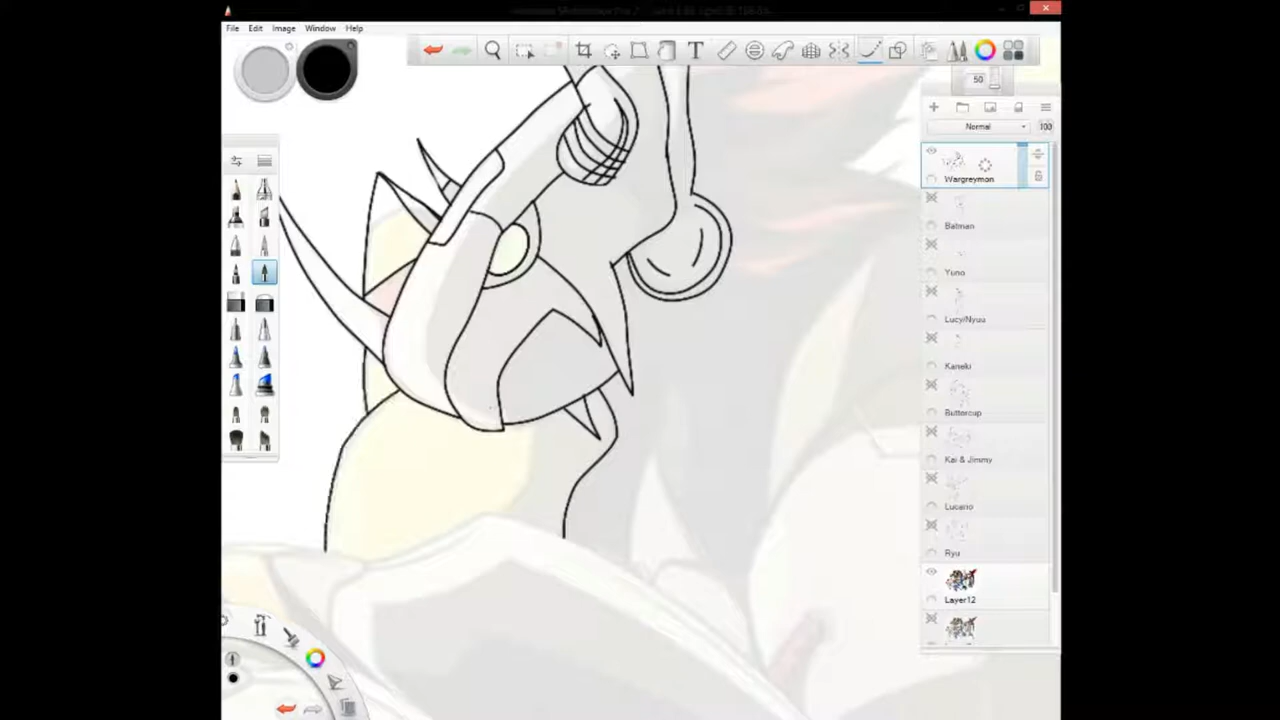 File Edit Image Window Help
T
50
Normal 100
Wargreymon
Batman
Yuno
Lucy/Nyuu
Kaneki
Buttercup
Kai & Jimmy
Lucano
Ryu
Layer12